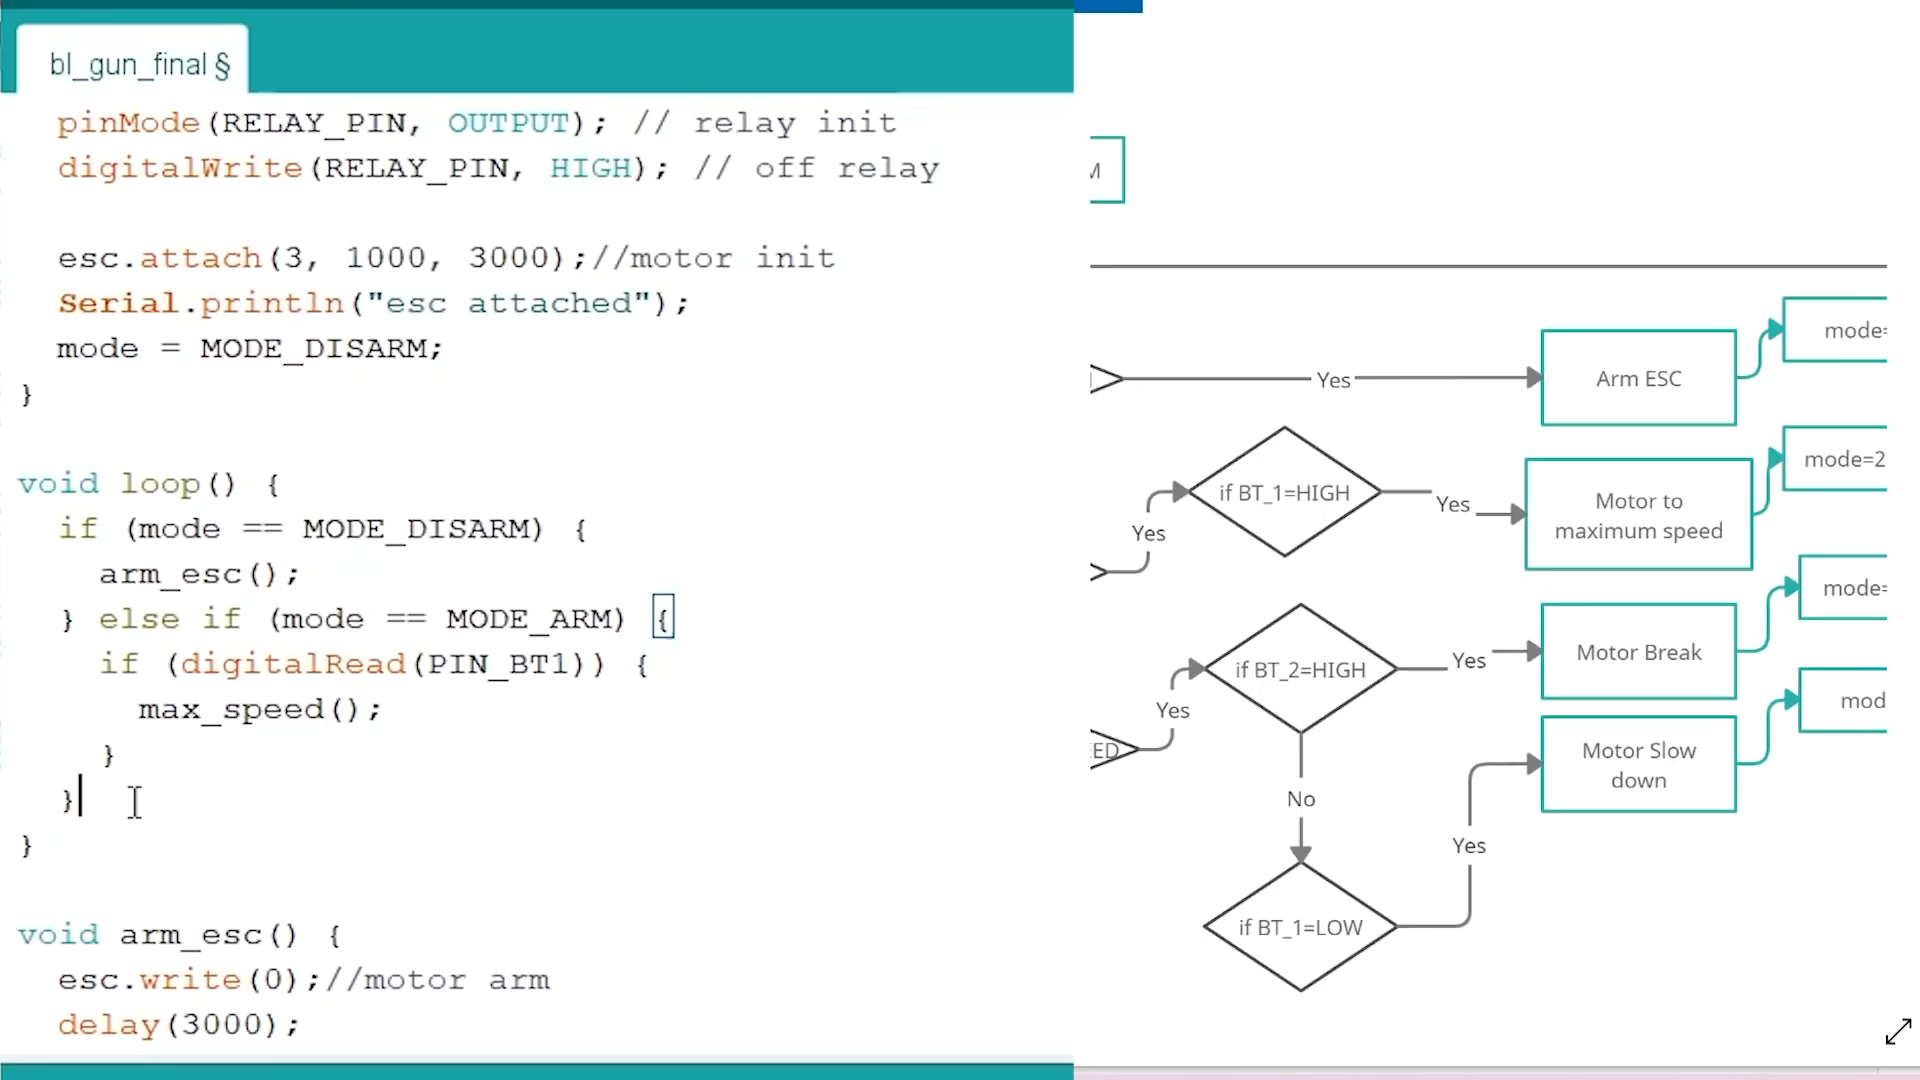 bl_gun_final §
pinMode(RELAY_PIN, OUTPUT); // relay init
digitalWrite(RELAY_PIN, HIGH); // off relay
esc.attach(3, 1000, 3000);//motor init
Serial.println("esc attached");
mode = MODE_DISARM;
}
void loop() {
if (mode == MODE_DISARM) {
arm_esc();
} else if (mode == MODE_ARM) {
if (digitalRead(PIN_BT1)) {
max_speed();
}
}
}
void arm_esc() {
esc.write(0);//motor arm
delay(3000);
M
mode=
Yes
Arm ESC
mode=2
if BT_1=HIGH
Yes
Motor to
maximum speed
Yes
mode=
if BT_2=HIGH
Yes
Motor Break
Yes
mod
ED
Motor Slow
down
No
Yes
if BT_1=LOW